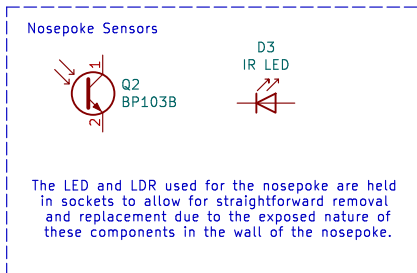 Nosepoke Sensors
D3
IR LED
1
Q2
BP103B
2
The LED and LDR used for the nosepoke are held
in sockets to allow for straightforward removal
and replacement due to the exposed nature of
these components in the wall of the nosepoke.